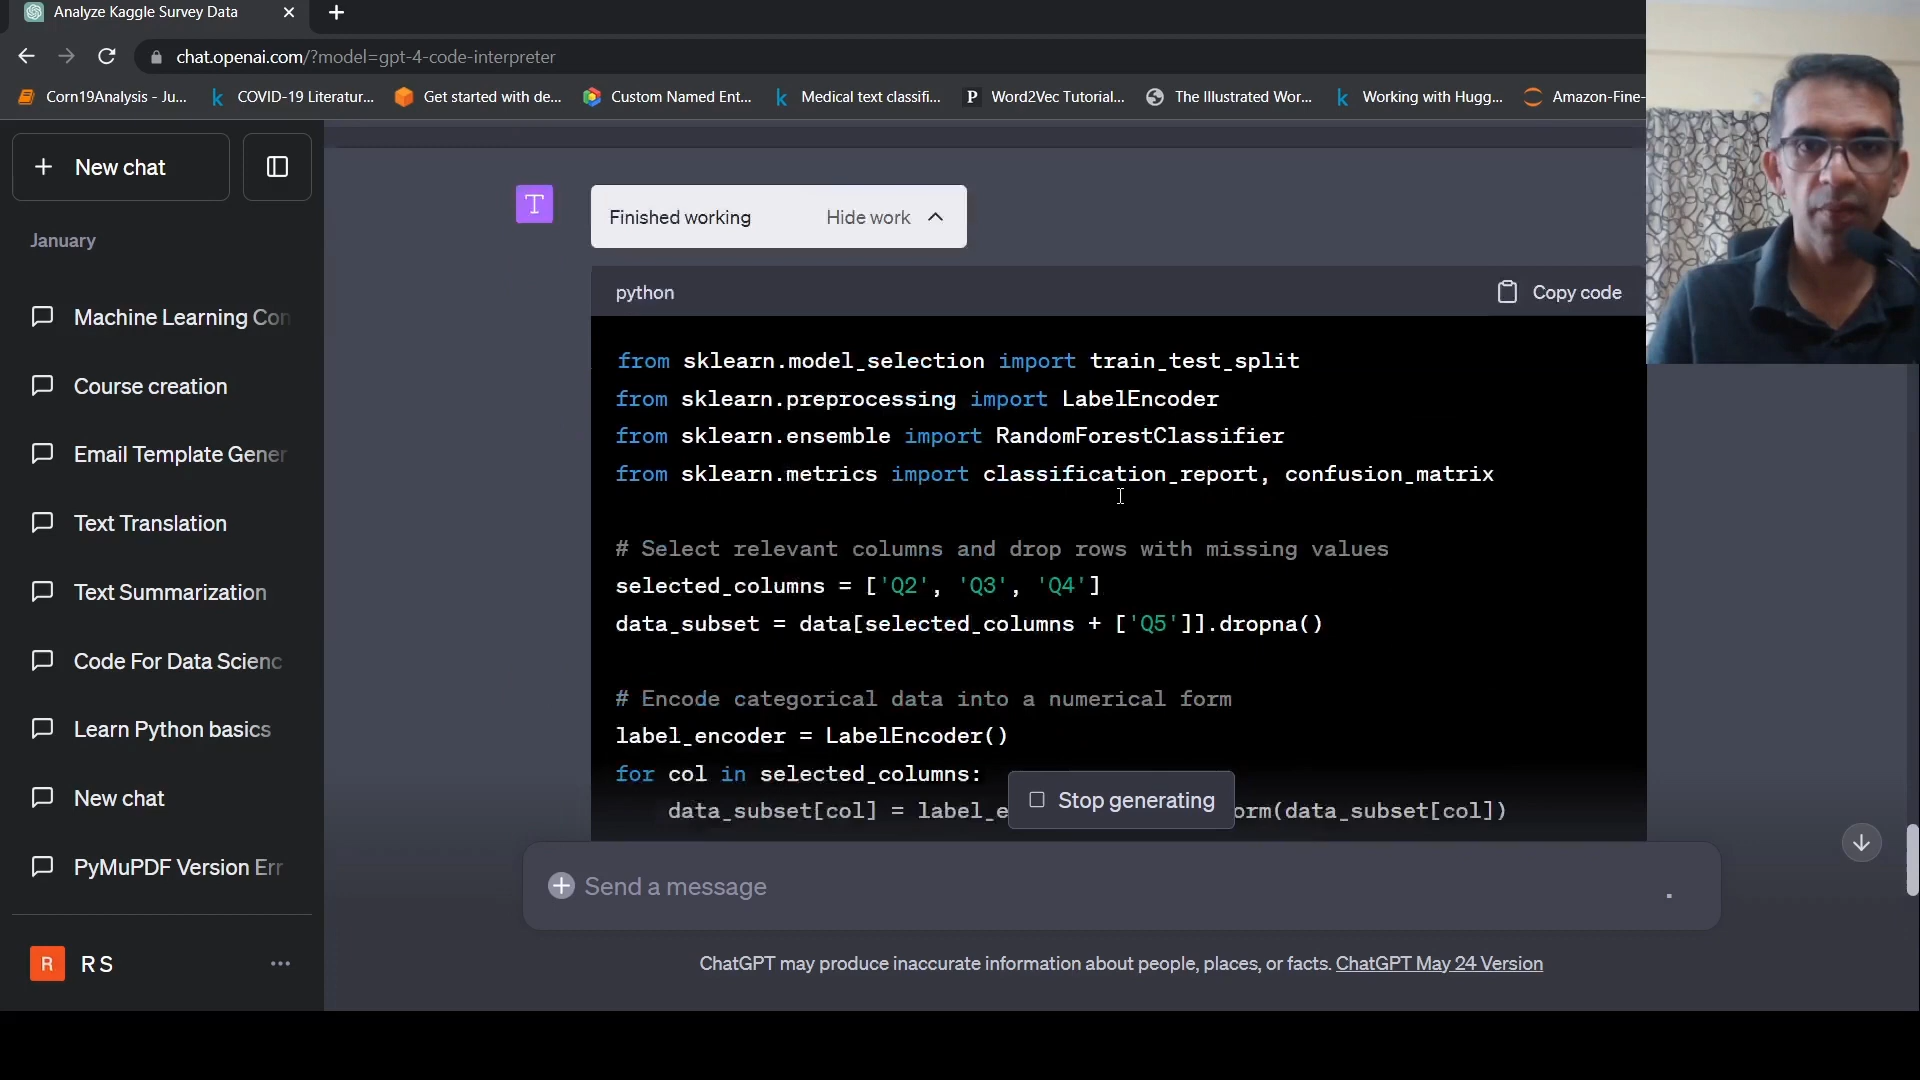 Analyze Kaggle Survey Data
chat.openai.com/?model=gpt-4-code-interpreter
Corn19Analysis - Ju... COVID-19 Literatur... Get started with de... Custom Named Ent... Medical text classifi... P Word2Vec Tutorial... The Illustrated Wor... Working with Hugg... Amazon-Fine-
New chat
January
Machine Learning Con
Course creation
Email Template Gener
Text Translation
Text Summarization
Code For Data Scienc
Learn Python basics
New chat
PyMuPDF Version Err
R R S
T
Finished working Hide work
python Copy code
from sklearn.model_selection import train_test_split
from sklearn.preprocessing import LabelEncoder
from sklearn.ensemble import RandomForestClassifier
from sklearn.metrics import classification_report, confusion_matrix
# Select relevant columns and drop rows with missing values
selected_columns = ['Q2', 'Q3', 'Q4']
data_subset = data[selected_columns + ['Q5']].dropna()
# Encode categorical data into a numerical form
label_encoder = LabelEncoder()
for col in selected_columns:
data_subset[col] = label_e orm(data_subset[col])
Stop generating
Send a message
ChatGPT may produce inaccurate information about people, places, or facts. ChatGPT May 24 Version